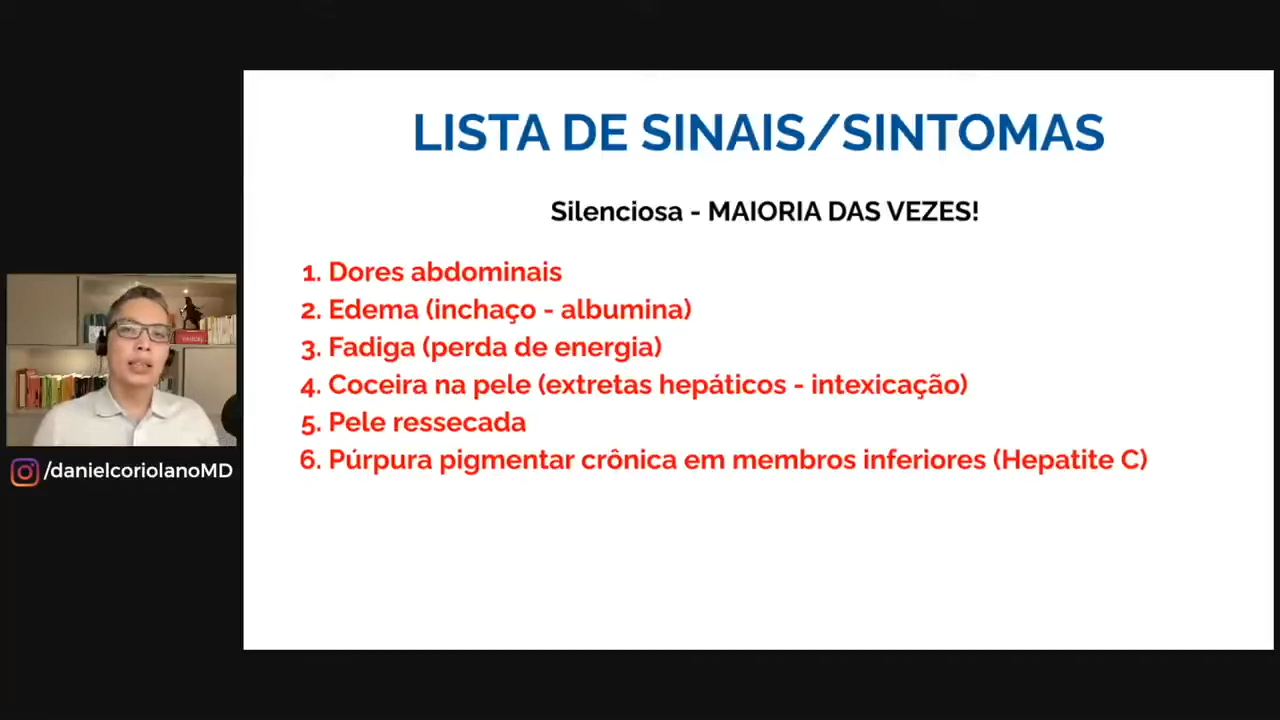 LISTA DE SINAIS/SINTOMAS
Silenciosa - MAIORIA DAS VEZES!
1. Dores abdominais
2. Edema (inchaço - albumina)
3. Fadiga (perda de energia)
4. Coceira na pele (extretas hepáticos - intexicação)
5. Pele ressecada
6. Púrpura pigmentar crônica em membros inferiores (Hepatite C)
/danielcoriolanoMD